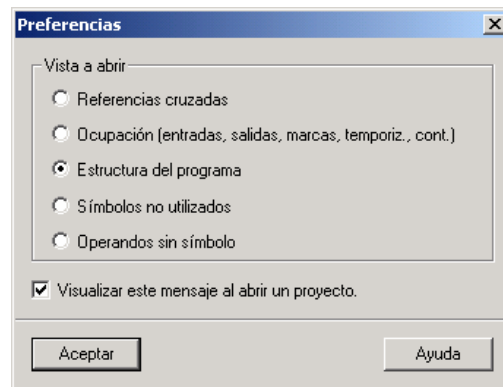 Preferencias
Vista a abrir
Referencias cruzadas
Ocupación (entradas, salidas, marcas, temporiz., cont.)
Estructura del programa
Símbolos no utilizados
Operandos sin símbolo
Visualizar este mensaje al abrir un proyecto.
Aceptar
Ayuda